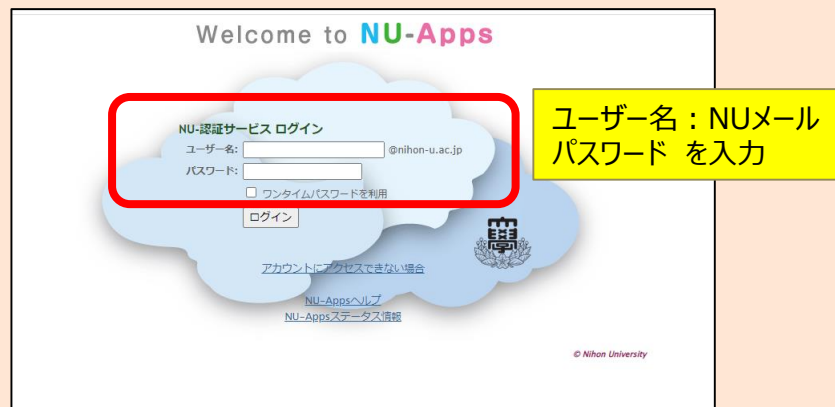 Welcome to NU-Apps
NU-認証サービス ログイン
ユーザー名: @nihon-u.ac.jp
パスワード:
ワンタイムパスワードを利用
ログイン
ユーザー名：NUメール
パスワード を入力
大學
アカウントにアクセスできない場合
NU-Appsヘルプ
NU-Appsステータス情報
© Nihon University